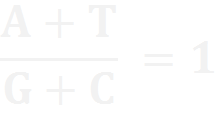 A + T
G + C = 1